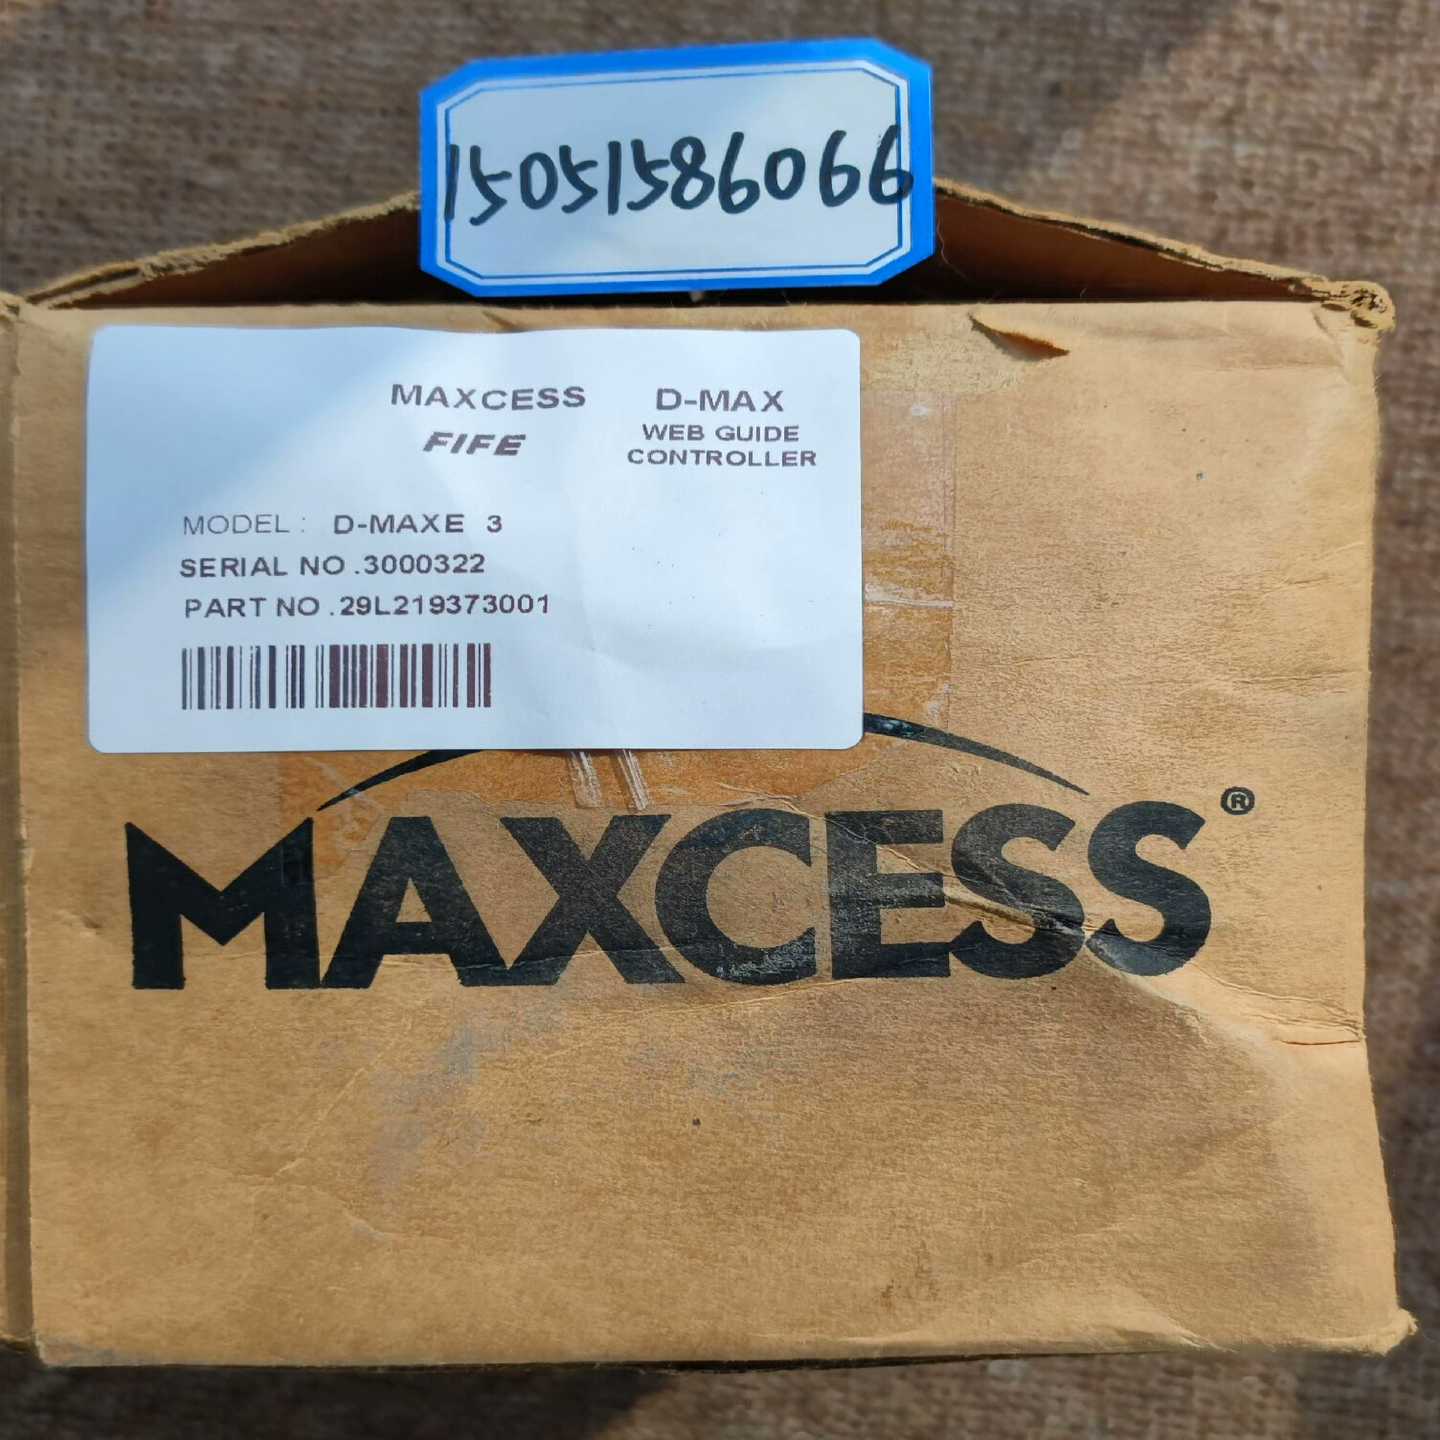 15051586066
MAXCESS
FIFE
D-MAX
WEB GUIDE
CONTROLLER
MODEL: D-MAXE 3
SERIAL NO.3000322
PART NO.29L219373001
MAXCESS®